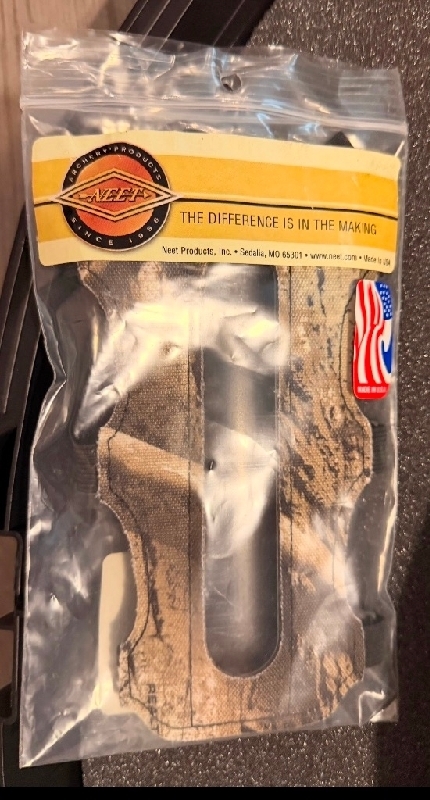 ARCHERY PRODUCTS
NEET
SINCE 1956
THE DIFFERENCE IS IN THE MAKING
Neet Products, Inc. • Sedalia, MO 65301 • www.neet.com • Made in USA